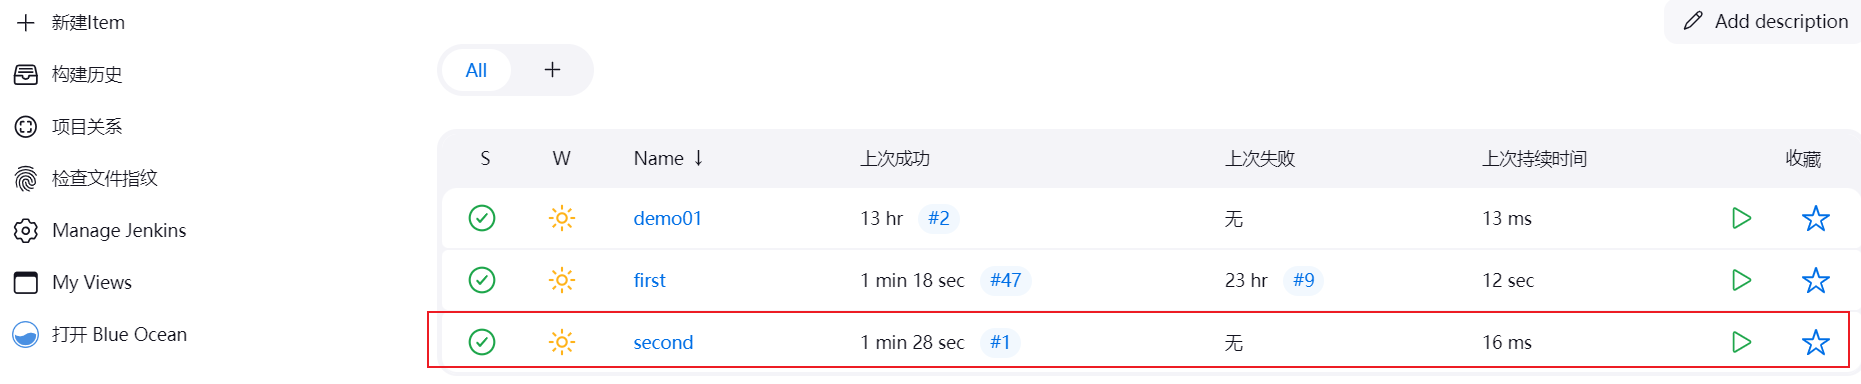 新建Item
构建历史
项目关系
检查文件指纹
Manage Jenkins
My Views
打开 Blue Ocean
Add description
All
S W Name ↓ 上次成功 上次失败 上次持续时间 收藏
demo01 13 hr #2 无 13 ms
first 1 min 18 sec #47 23 hr #9 12 sec
second 1 min 28 sec #1 无 16 ms